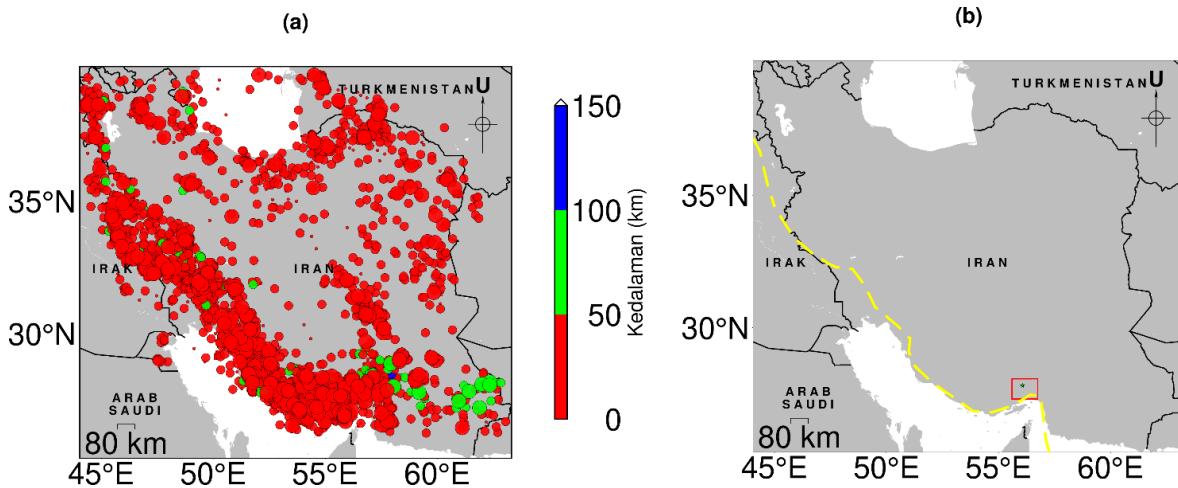 (a)
TURKMENISTAN U
IRAK
IRAN
ARAB
SAUDI
80 km
35°N
30°N
45°E 50°E 55°E 60°E
150
100
50
0
Kedalaman (km)
(b)
TURKMENISTAN U
IRAK
IRAN
ARAB
SAUDI
80 km
35°N
30°N
45°E 50°E 55°E 60°E